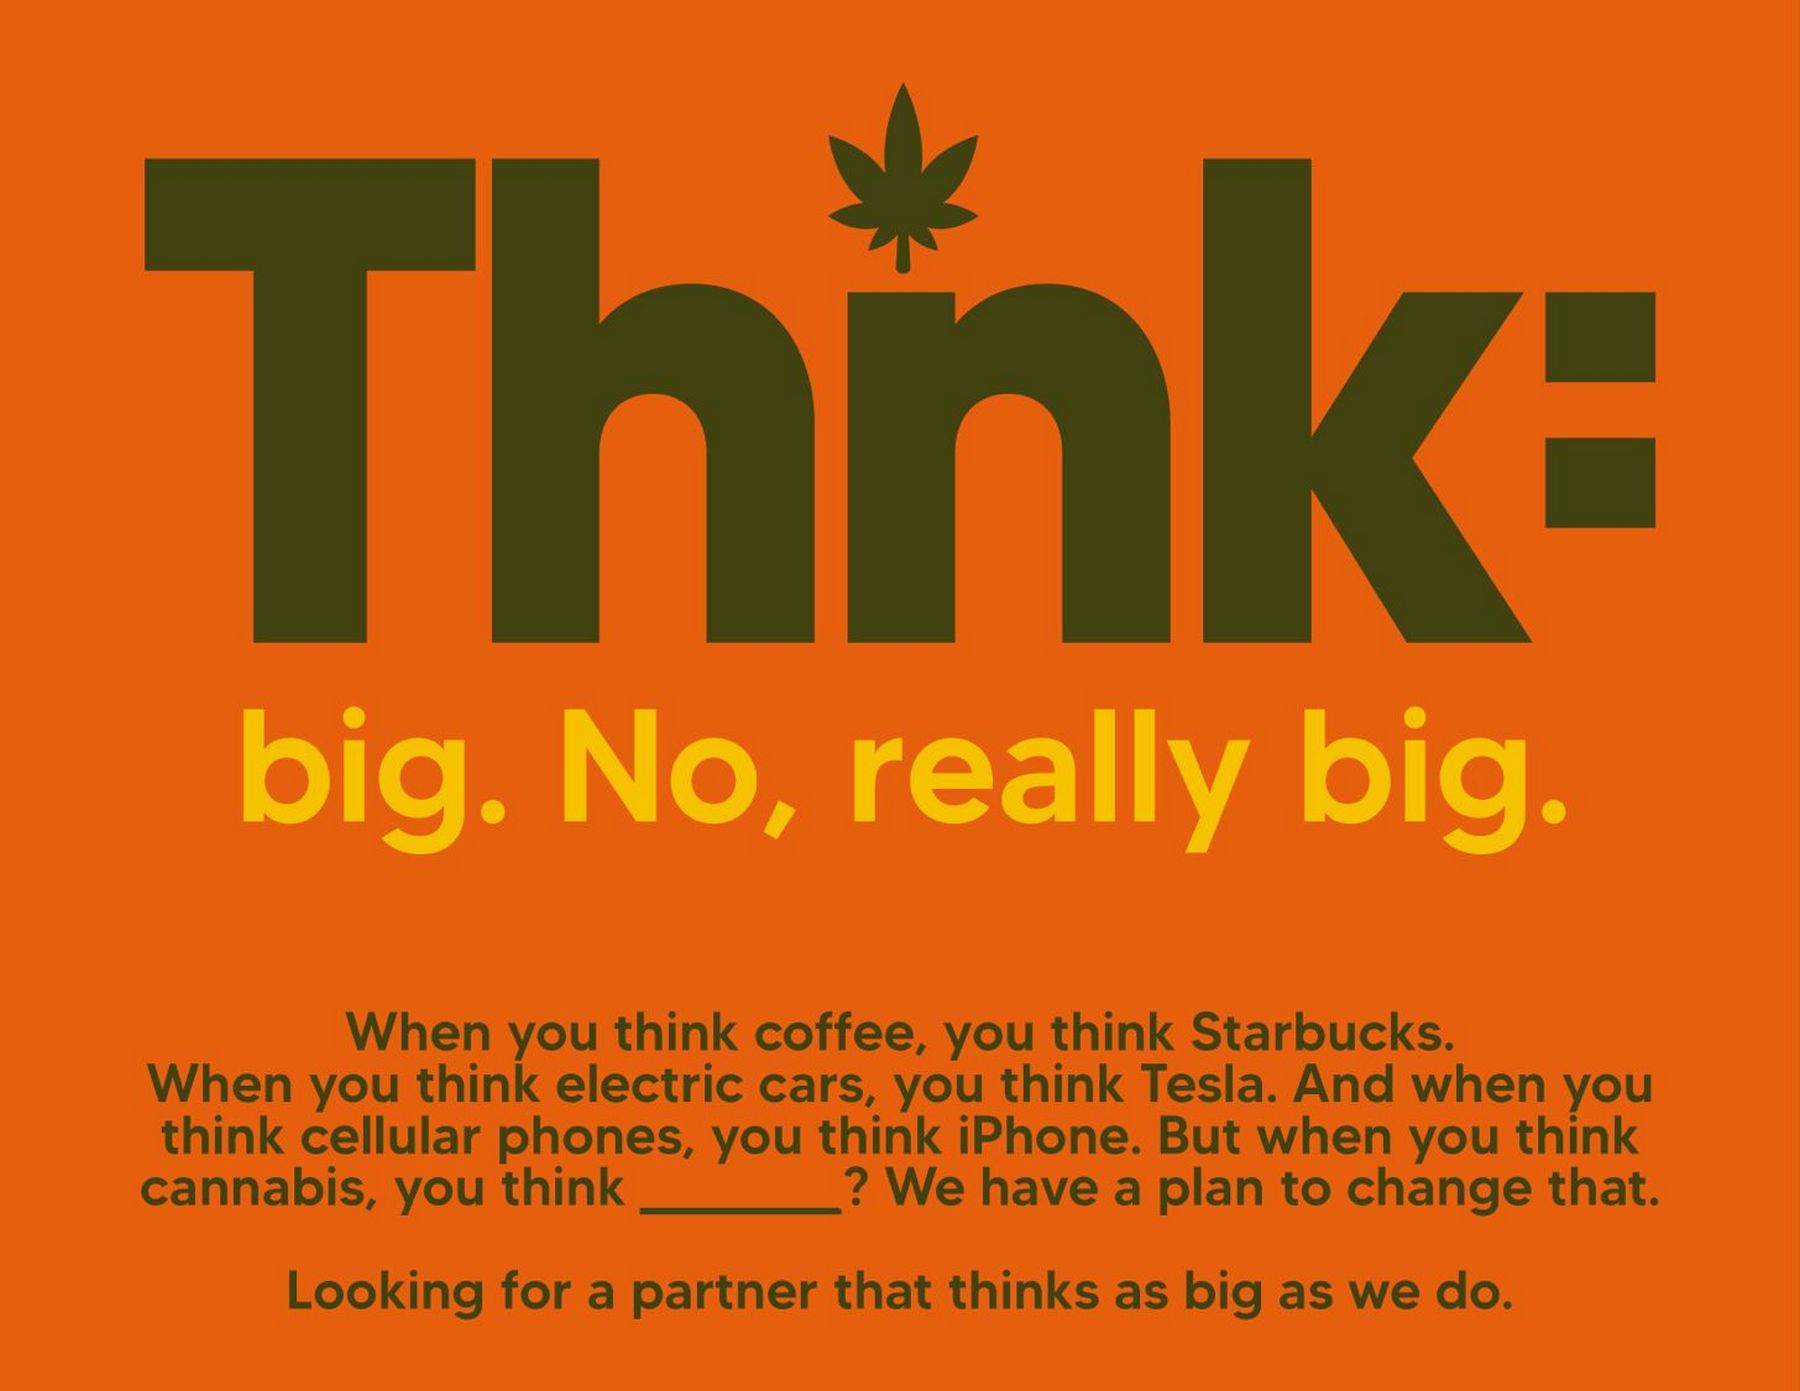 Thnk:
big. No, really big.
When you think coffee, you think Starbucks.
When you think electric cars, you think Tesla. And when you
think cellular phones, you think iPhone. But when you think
cannabis, you think ________? We have a plan to change that.
Looking for a partner that thinks as big as we do.